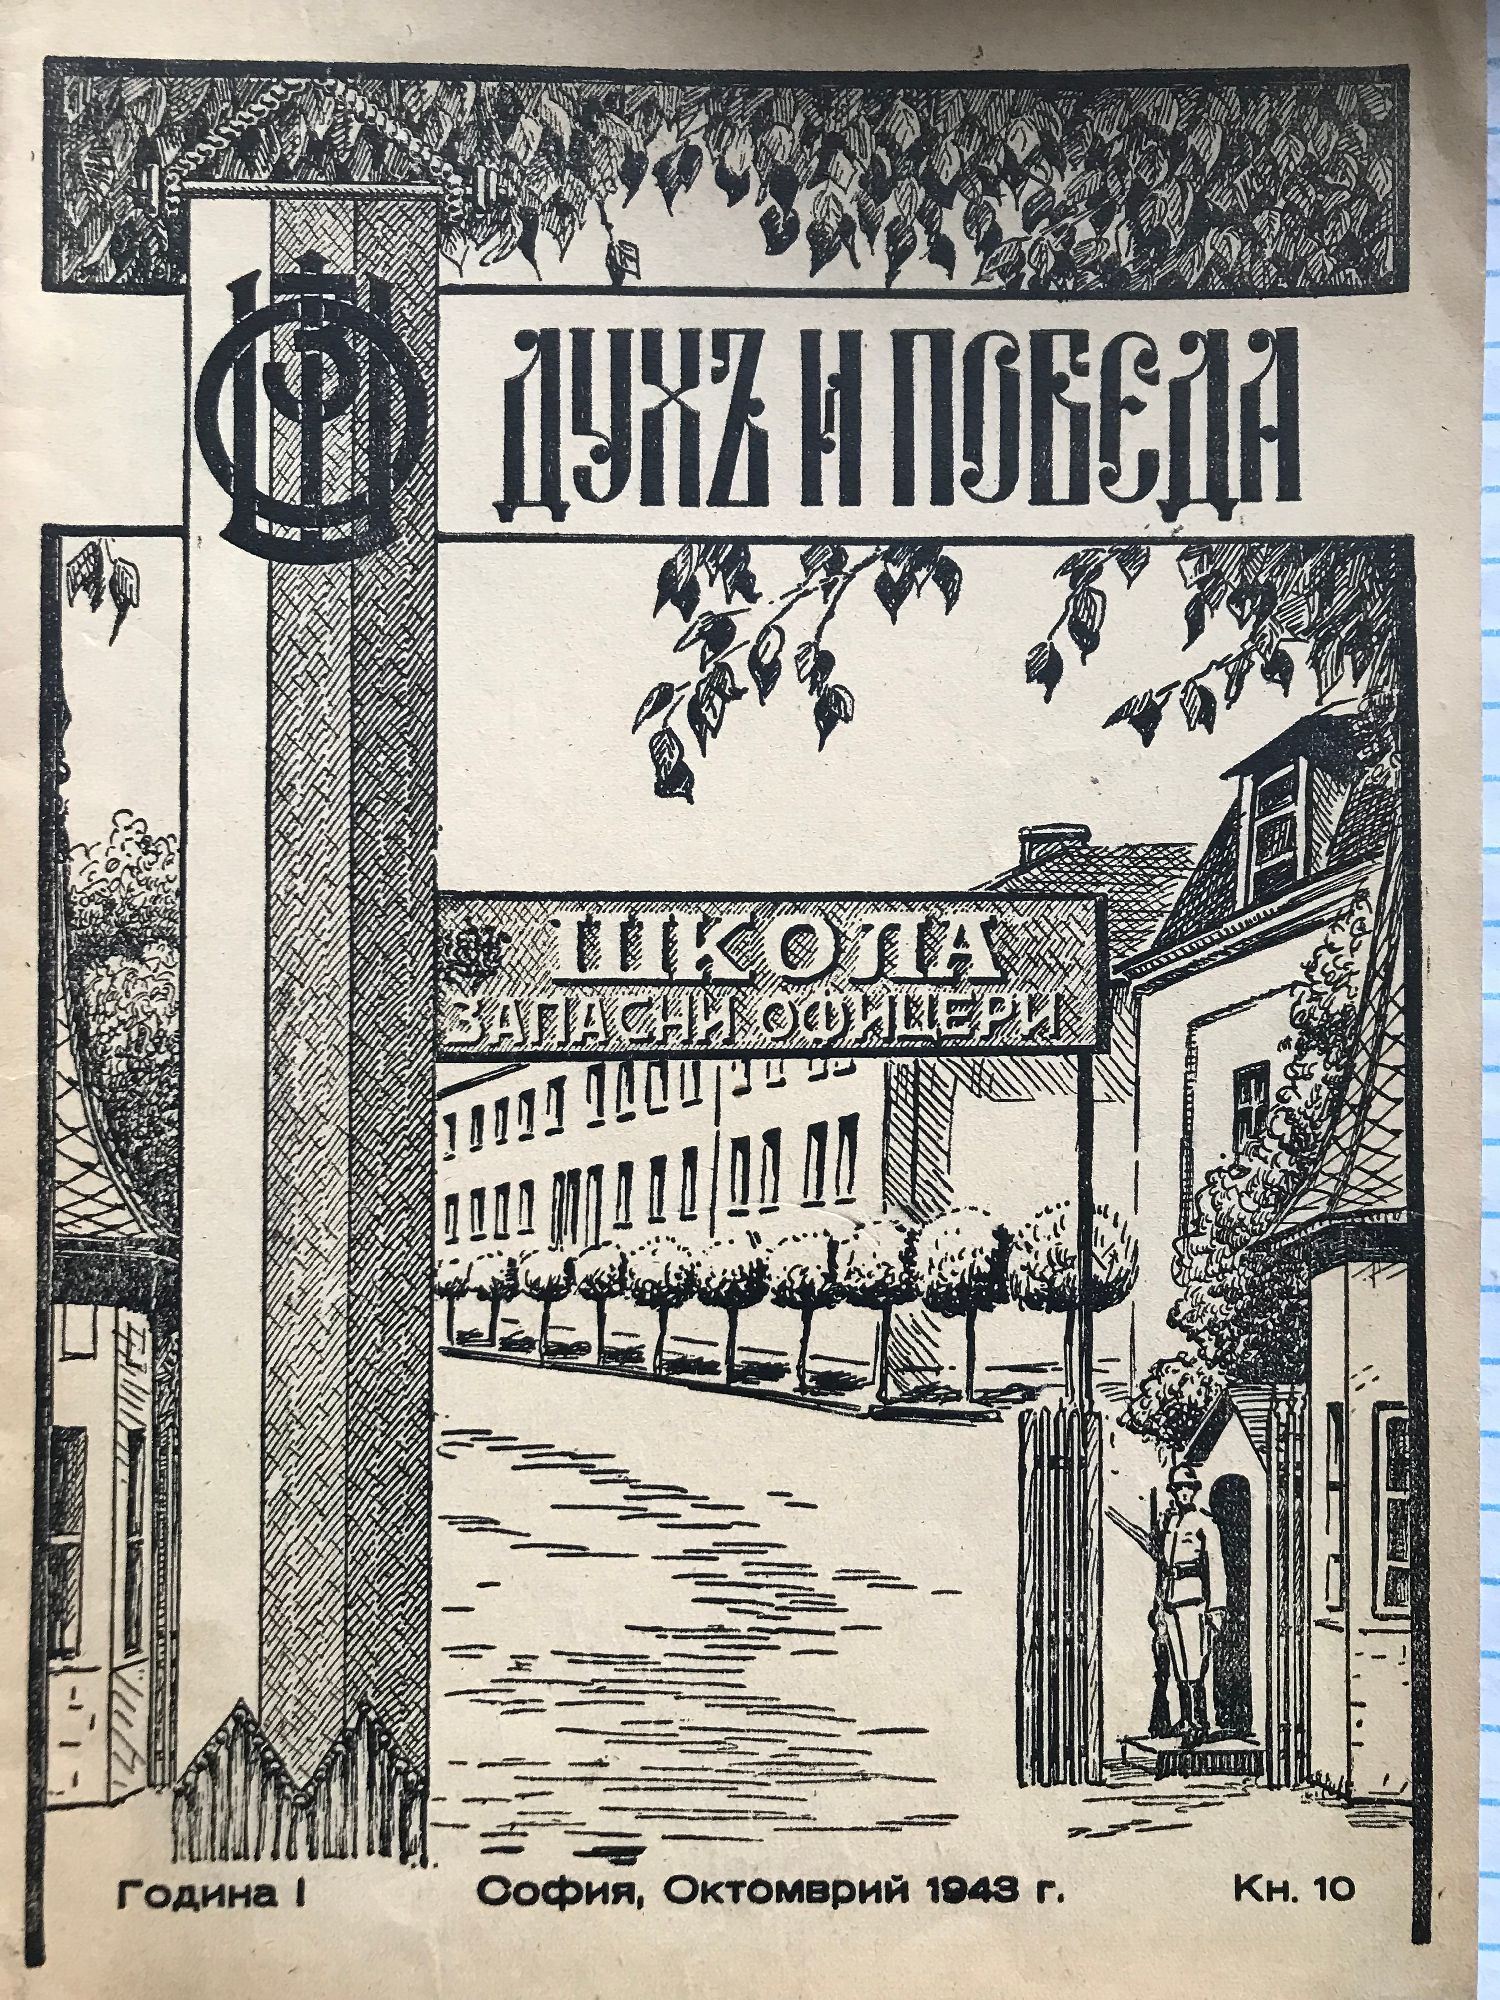 ДУХЪ И ПОБЕДА
ШКОЛА
ЗАПАСНИ ОФИЦЕРИ
Година I
София, Октомврий 1943 г.
Кн. 10